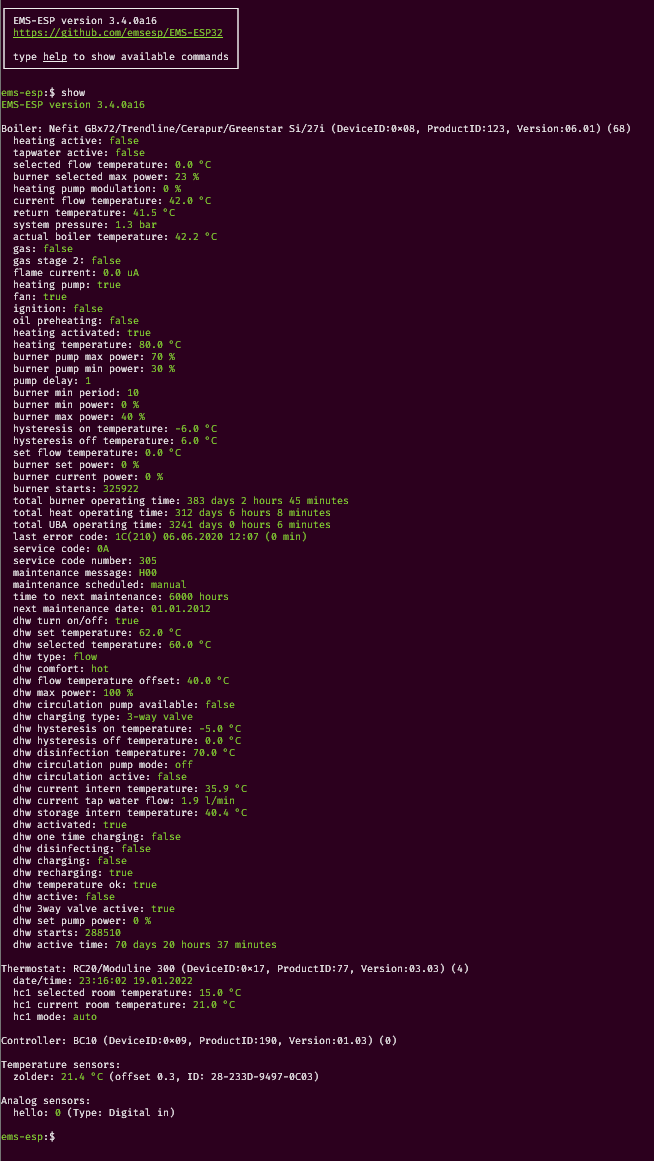 EMS-ESP version 3.4.0a16
https://github.com/emsesp/EMS-ESP32
type help to show available commands
ems-esp:$ show
EMS-ESP version 3.4.0a16
Boiler: Nefit GBx72/Trendline/Cerapur/Greenstar Si/27i (DeviceID:0x08, ProductID:123, Version:06.01) (68)
heating active: false
tapwater active: false
selected flow temperature: 0.0 °C
burner selected max power: 23 %
heating pump modulation: 0 %
current flow temperature: 42.0 °C
return temperature: 41.5 °C
system pressure: 1.3 bar
actual boiler temperature: 42.2 °C
gas: false
gas stage 2: false
flame current: 0.0 uA
heating pump: true
fan: true
ignition: false
oil preheating: false
heating activated: true
heating temperature: 80.0 °C
burner pump max power: 70 %
burner pump min power: 30 %
pump delay: 1
burner min period: 10
burner min power: 0 %
burner max power: 40 %
hysteresis on temperature: -6.0 °C
hysteresis off temperature: 6.0 °C
set flow temperature: 0.0 °C
burner set power: 0 %
burner current power: 0 %
burner starts: 325922
total burner operating time: 383 days 2 hours 45 minutes
total heat operating time: 312 days 6 hours 8 minutes
total UBA operating time: 3241 days 0 hours 6 minutes
last error code: 1C(210) 06.06.2020 12:07 (0 min)
service code: 0A
service code number: 305
maintenance message: H00
maintenance scheduled: manual
time to next maintenance: 6000 hours
next maintenance date: 01.01.2012
dhw turn on/off: true
dhw set temperature: 62.0 °C
dhw selected temperature: 60.0 °C
dhw type: flow
dhw comfort: hot
dhw flow temperature offset: 40.0 °C
dhw max power: 100 %
dhw circulation pump available: false
dhw charging type: 3-way valve
dhw hysteresis on temperature: -5.0 °C
dhw hysteresis off temperature: 0.0 °C
dhw disinfection temperature: 70.0 °C
dhw circulation pump mode: off
dhw circulation active: false
dhw current intern temperature: 35.9 °C
dhw current tap water flow: 1.9 l/min
dhw storage intern temperature: 40.4 °C
dhw activated: true
dhw one time charging: false
dhw disinfecting: false
dhw charging: false
dhw recharging: true
dhw temperature ok: true
dhw active: false
dhw 3way valve active: true
dhw set pump power: 0 %
dhw starts: 288510
dhw active time: 70 days 20 hours 37 minutes
Thermostat: RC20/Moduline 300 (DeviceID:0x17, ProductID:77, Version:03.03) (4)
date/time: 23:16:02 19.01.2022
hc1 selected room temperature: 15.0 °C
hc1 current room temperature: 21.0 °C
hc1 mode: auto
Controller: BC10 (DeviceID:0x09, ProductID:190, Version:01.03) (0)
Temperature sensors:
zolder: 21.4 °C (offset 0.3, ID: 28-233D-9497-0C03)
Analog sensors:
hello: 0 (Type: Digital in)
ems-esp:$